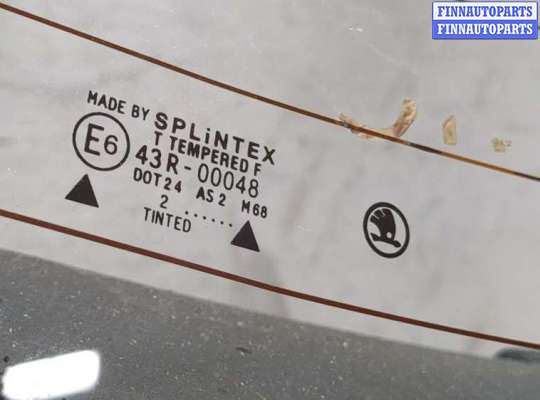 FINNAUTOPARTS
FINNAUTOPARTS
MADE BY SPLiNTEX
T TEMPERED F
E6 43R-00048
DOT24 AS2 M68
2 ......
TINTED